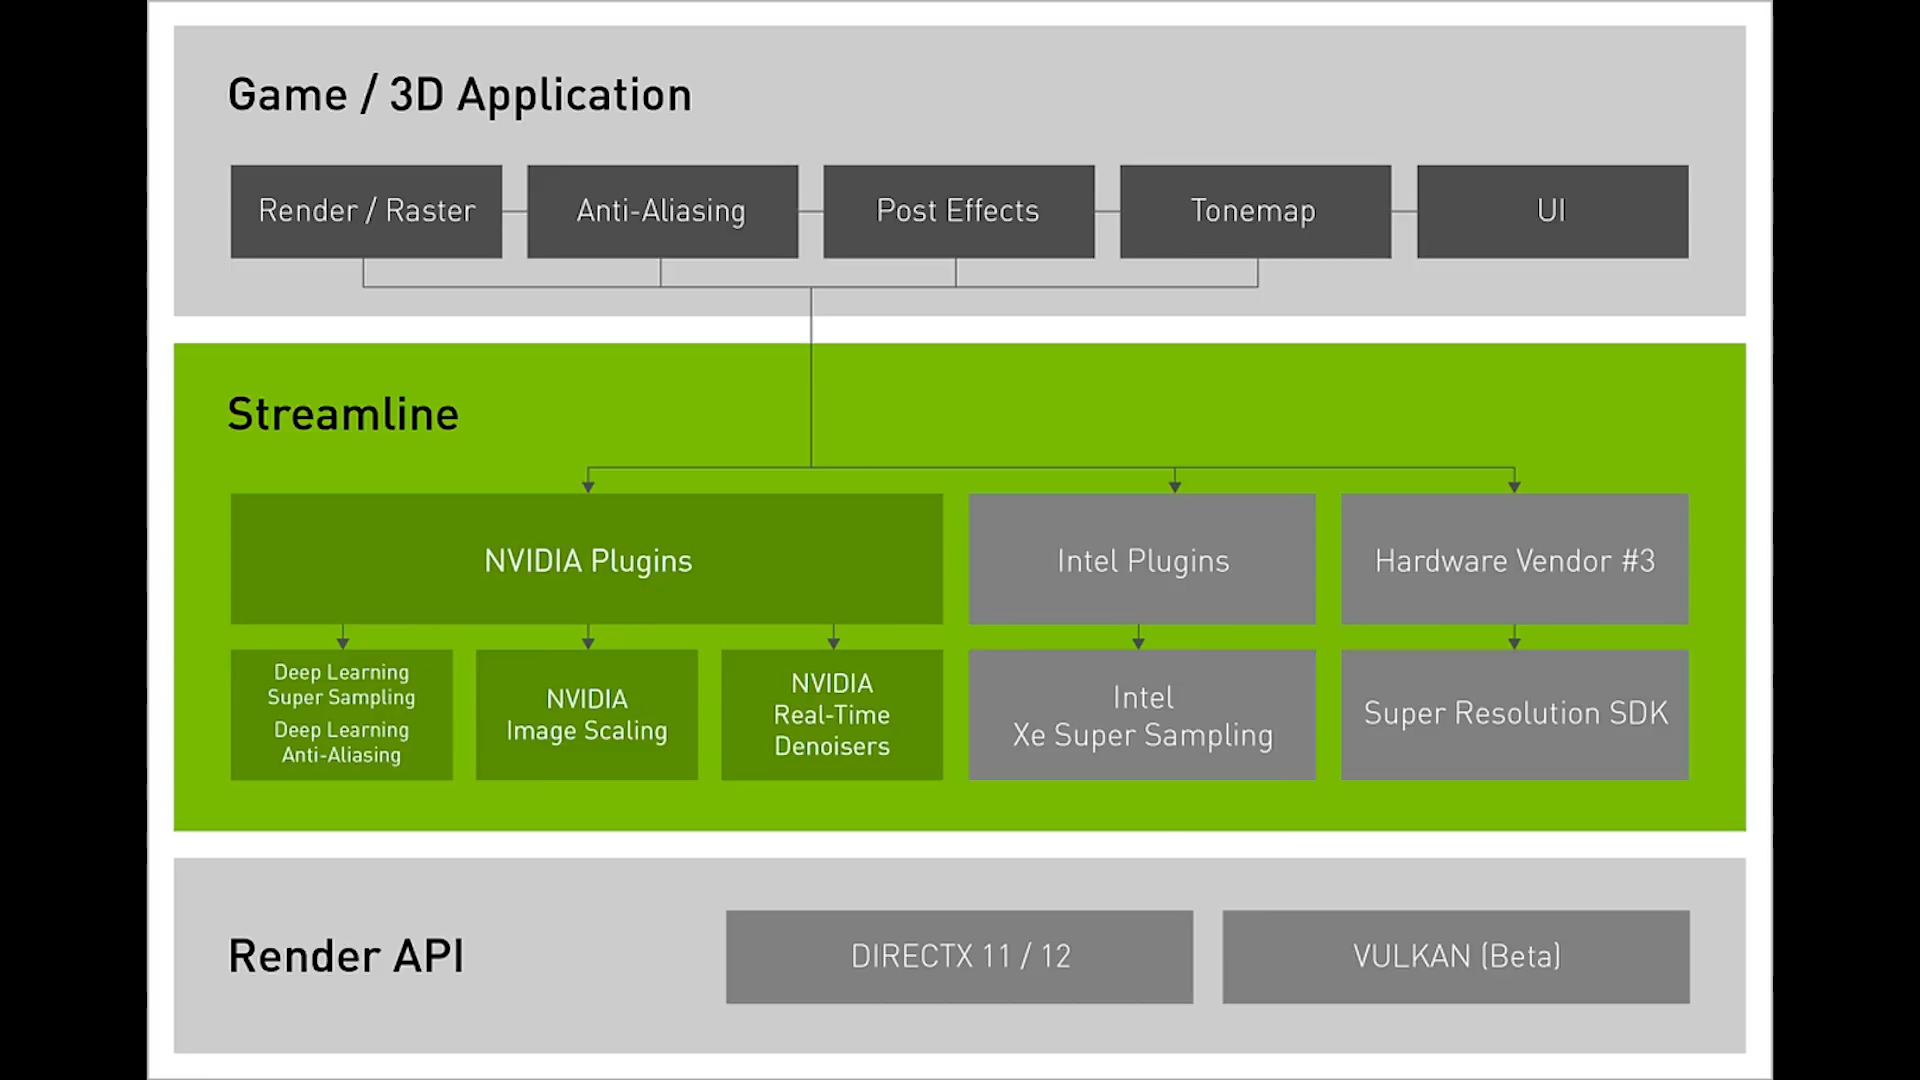 Game / 3D Application
Render / Raster
Anti-Aliasing
Post Effects
Tonemap
UI
Streamline
NVIDIA Plugins
Intel Plugins
Hardware Vendor #3
Deep Learning
Super Sampling
Deep Learning
Anti-Aliasing
NVIDIA
Image Scaling
NVIDIA
Real-Time
Denoisers
Intel
Xe Super Sampling
Super Resolution SDK
Render API
DIRECTX 11 / 12
VULKAN (Beta)